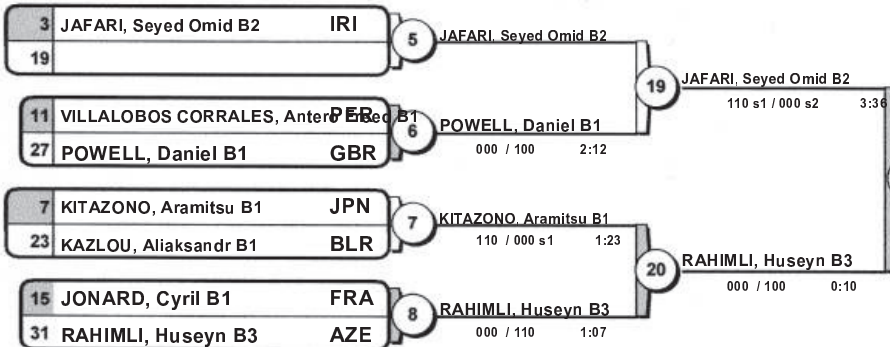 3 JAFARI, Seyed Omid B2 IRI
19
5
JAFARI, Seyed Omid B2
11 VILLALOBOS CORRALES, Antero B1 PER
27 POWELL, Daniel B1 GBR
6
POWELL, Daniel B1
000 / 100 2:12
19
JAFARI, Seyed Omid B2
110 s1 / 000 s2 3:36
7 KITAZONO, Aramitsu B1 JPN
23 KAZLOU, Aliaksandr B1 BLR
7
KITAZONO, Aramitsu B1
110 / 000 s1 1:23
15 JONARD, Cyril B1 FRA
31 RAHIMLI, Huseyn B3 AZE
8
RAHIMLI, Huseyn B3
000 / 110 1:07
20
RAHIMLI, Huseyn B3
000 / 100 0:10